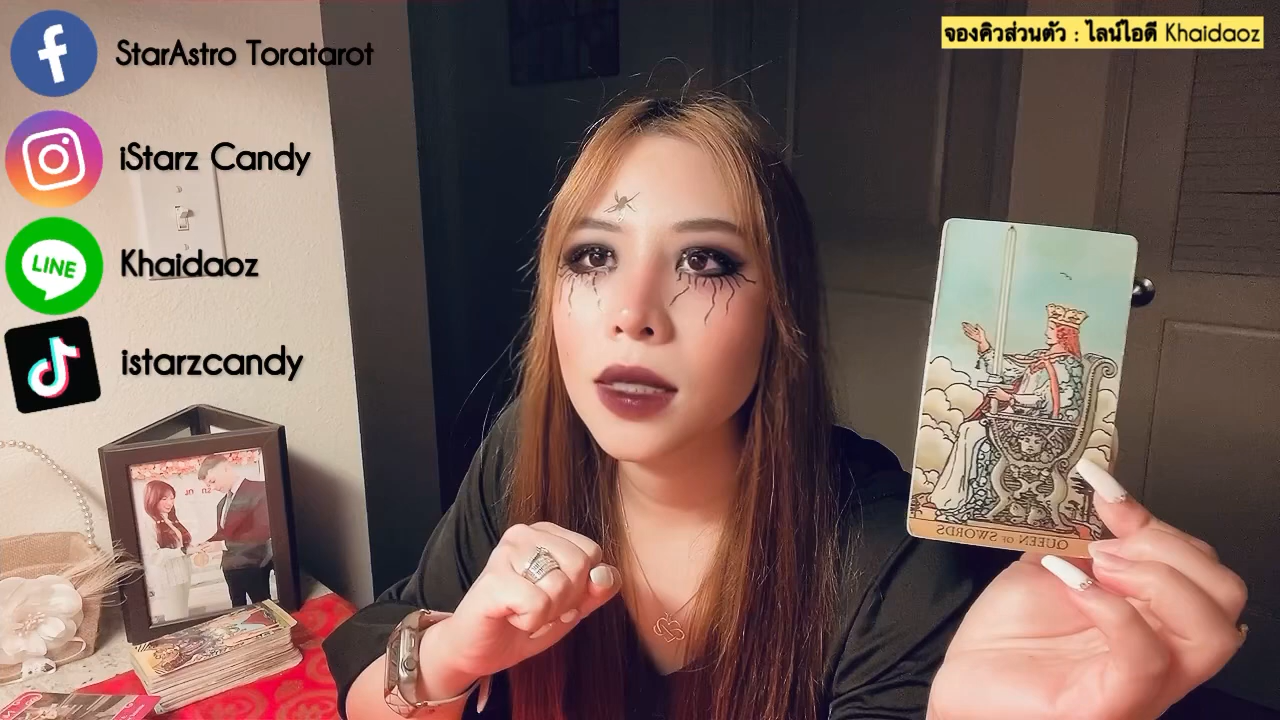 StarAstro Toratarot
จองคิวส่วนตัว : ไลน์ไอดี Khaidaoz
iStarz Candy
LINE
Khaidaoz
istarzcandy
QUEEN OF SWORDS